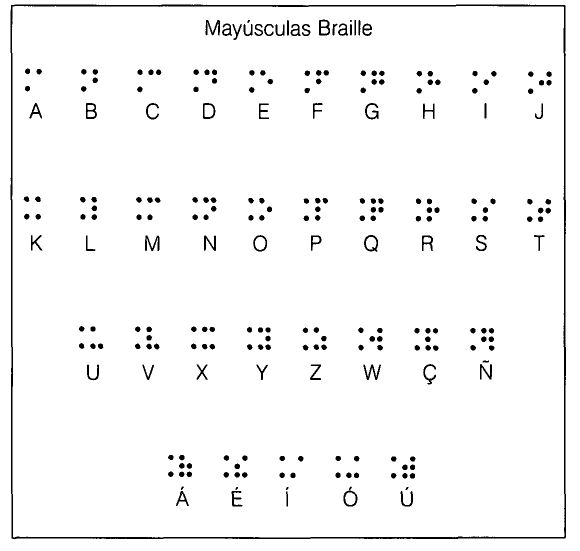 Mayúsculas Braille
A B C D E F G H I J
K L M N O P Q R S T
U V X Y Z W Ç Ñ
Á É Í Ó Ú